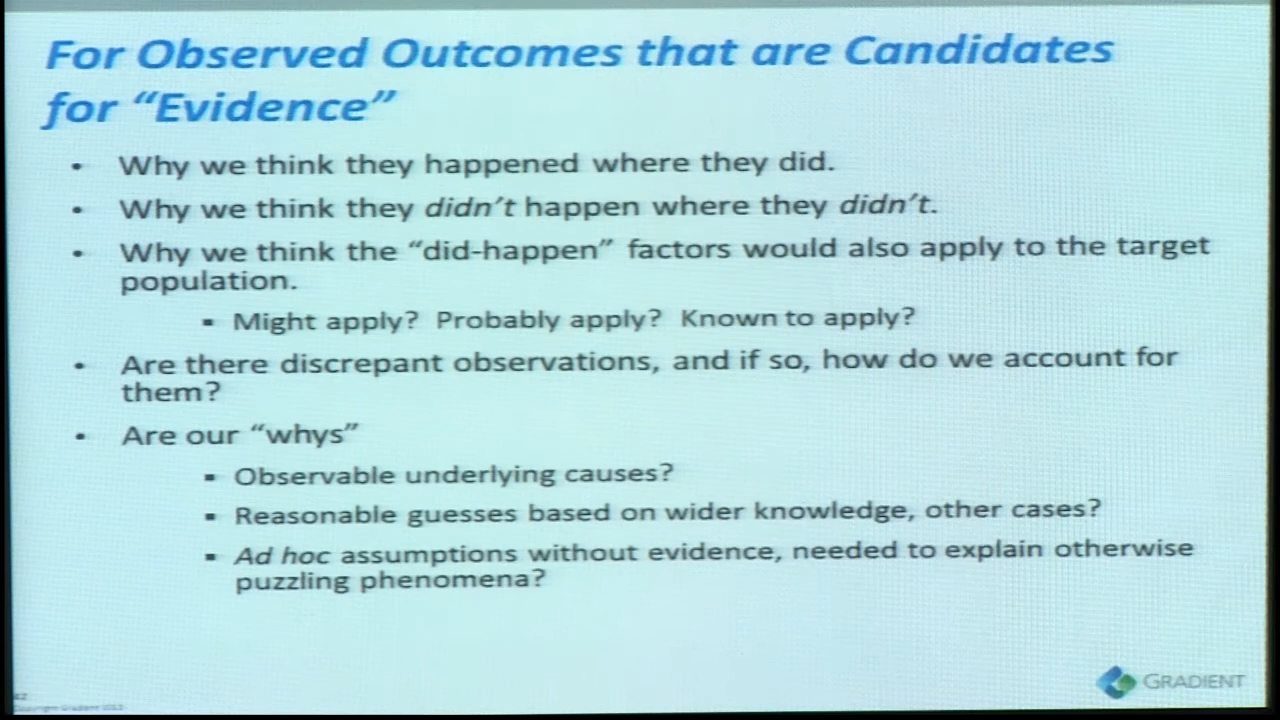 For Observed Outcomes that are Candidates
for “Evidence”
• Why we think they happened where they did.
• Why we think they didn’t happen where they didn’t.
• Why we think the “did-happen” factors would also apply to the target
population.
▪ Might apply? Probably apply? Known to apply?
• Are there discrepant observations, and if so, how do we account for
them?
• Are our “whys”
▪ Observable underlying causes?
▪ Reasonable guesses based on wider knowledge, other cases?
▪ Ad hoc assumptions without evidence, needed to explain otherwise
puzzling phenomena?
GRADIENT
Copyright Gradient